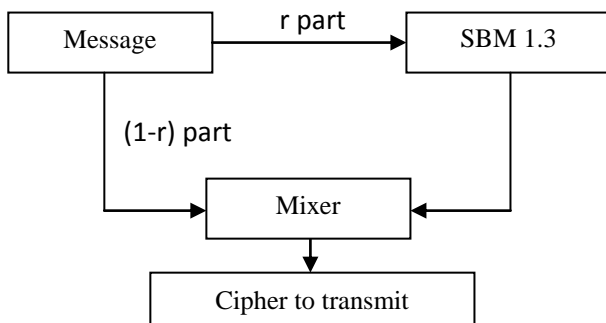 Message
r part
SBM 1.3
(1-r) part
Mixer
Cipher to transmit